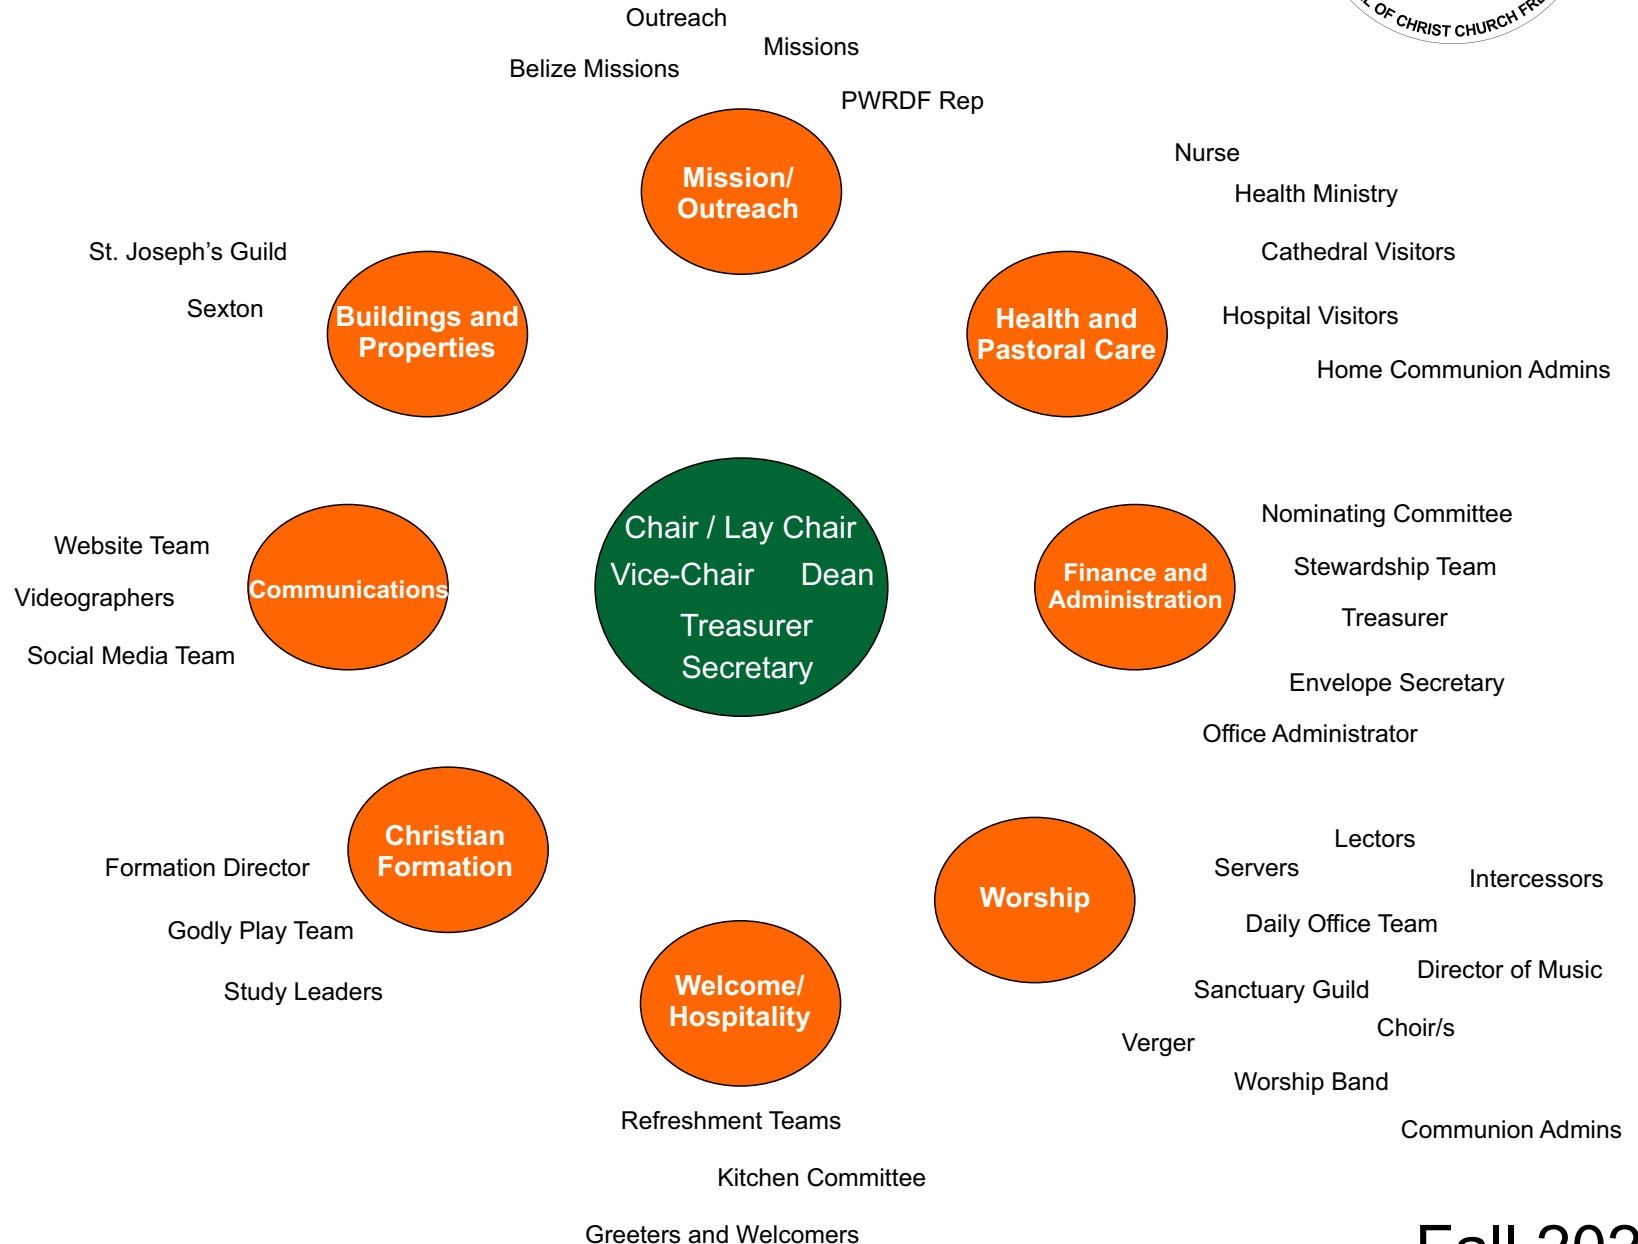 OF CHRIST CHURCH
Outreach
Missions
Belize Missions
PWRDF Rep
Mission/
Outreach
Nurse
Health Ministry
Cathedral Visitors
Hospital Visitors
Home Communion Admins
Health and
Pastoral Care
St. Joseph’s Guild
Sexton
Buildings and
Properties
Website Team
Videographers
Social Media Team
Communications
Chair / Lay Chair
Vice-Chair Dean
Treasurer
Secretary
Finance and
Administration
Nominating Committee
Stewardship Team
Treasurer
Envelope Secretary
Office Administrator
Christian
Formation
Formation Director
Godly Play Team
Study Leaders
Worship
Lectors
Servers
Intercessors
Daily Office Team
Director of Music
Sanctuary Guild
Choir/s
Verger
Worship Band
Communion Admins
Welcome/
Hospitality
Refreshment Teams
Kitchen Committee
Greeters and Welcomers
Fall